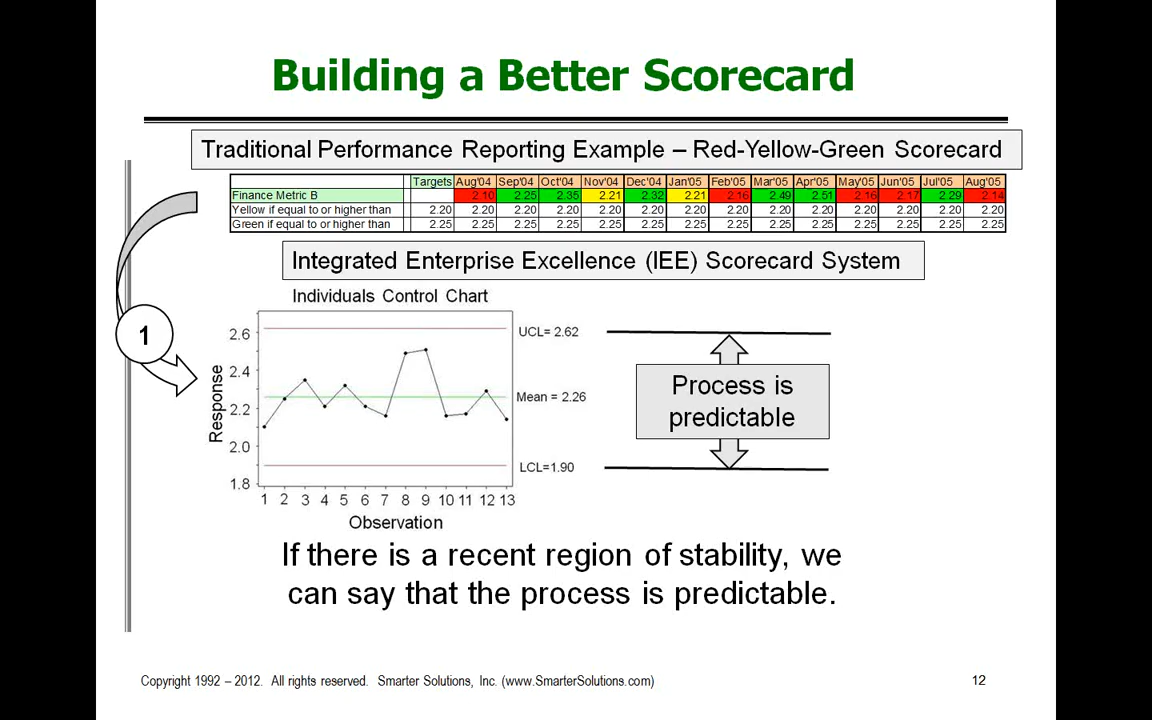 Building a Better Scorecard
Traditional Performance Reporting Example – Red-Yellow-Green Scorecard
Targets Aug'04 Sep'04 Oct'04 Nov'04 Dec'04 Jan'05 Feb'05 Mar'05 Apr'05 May'05 Jun'05 Jul'05 Aug'05
Finance Metric B 2.10 2.25 2.35 2.21 2.32 2.21 2.16 2.49 2.51 2.16 2.17 2.29 2.14
Yellow if equal to or higher than 2.20 2.20 2.20 2.20 2.20 2.20 2.20 2.20 2.20 2.20 2.20 2.20 2.20 2.20
Green if equal to or higher than 2.25 2.25 2.25 2.25 2.25 2.25 2.25 2.25 2.25 2.25 2.25 2.25 2.25 2.25
Integrated Enterprise Excellence (IEE) Scorecard System
1
Individuals Control Chart
Response
2.6
2.4
2.2
2.0
1.8
UCL= 2.62
Mean = 2.26
LCL=1.90
1 2 3 4 5 6 7 8 9 10 11 12 13
Observation
Process is
predictable
If there is a recent region of stability, we
can say that the process is predictable.
Copyright 1992 – 2012. All rights reserved. Smarter Solutions, Inc. (www.SmarterSolutions.com)
12